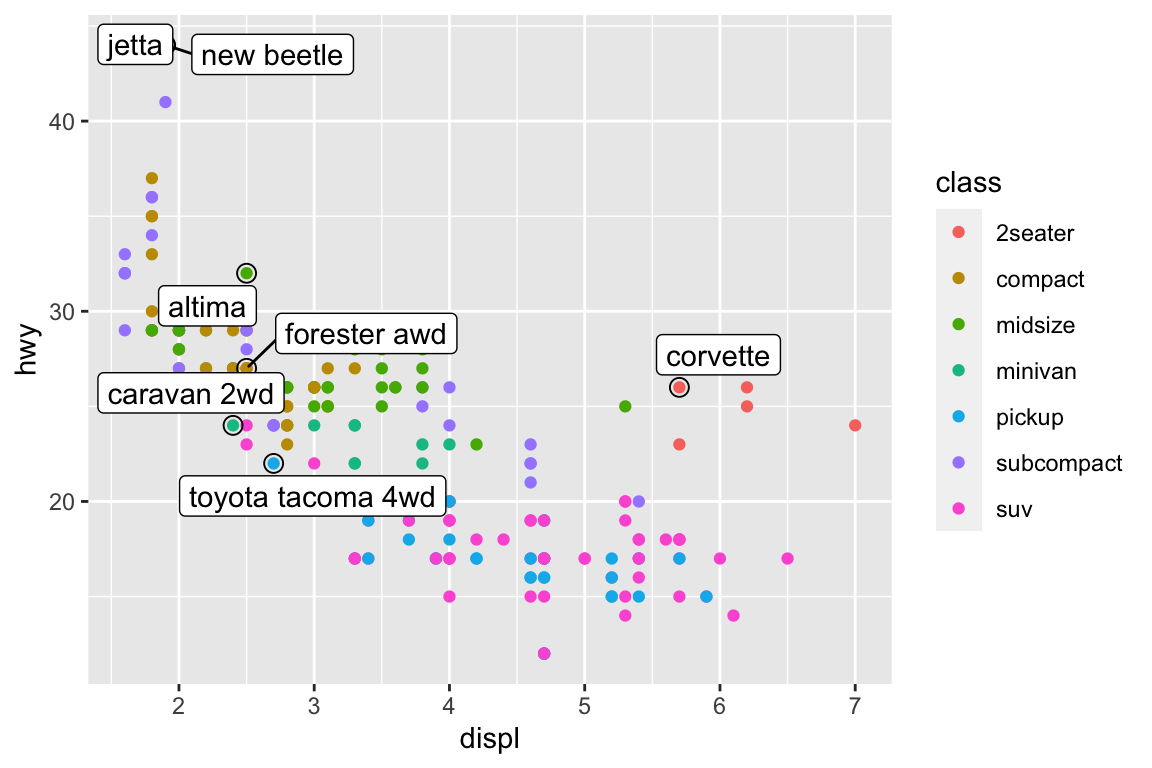 jetta
new beetle
40
altima
30
forester awd
corvette
caravan 2wd
toyota tacoma 4wd
20
hwy
2
3
4
5
6
7
displ
class
2seater
compact
midsize
minivan
pickup
subcompact
suv